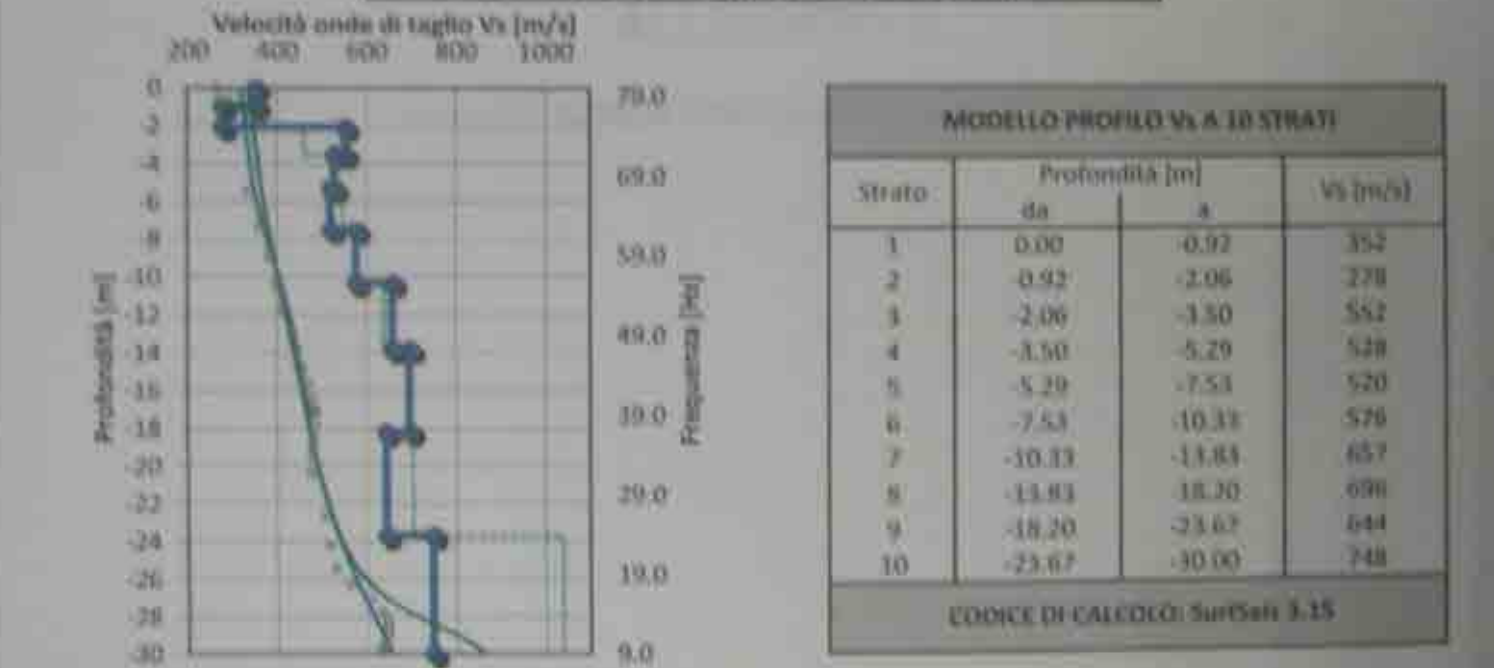 Velocità onde di taglio Vs [m/s]
200 400 600 800 1000
0
-2
-4
-6
-8
-10
-12
-14
-16
-18
-20
-22
-24
-26
-28
-30
Profondità [m]
79.0
69.0
59.0
49.0
39.0
29.0
19.0
9.0
Frequenza [Hz]
MODELLO PROFILO Vs A 10 STRATI
Strato Profondità [m] Vs [m/s]
da a
1 0.00 -0.92 352
2 -0.92 -2.06 278
3 -2.06 -3.50 552
4 -3.50 -5.29 528
5 -5.29 -7.53 520
6 -7.53 -10.33 576
7 -10.33 -13.83 657
8 -13.83 -18.20 696
9 -18.20 -23.67 644
10 -23.67 -30.00 748
CODICE DI CALCOLO: 3.15